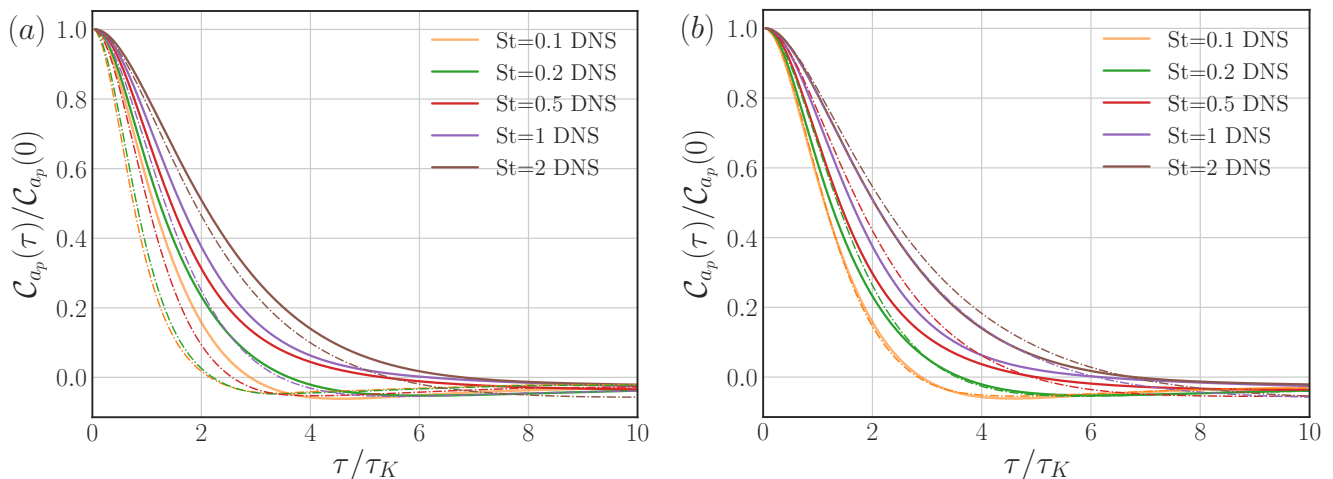 (a)
1.0
0.8
0.6
0.4
0.2
0.0
0 2 4 6 8 10
τ/τ_K
𝒞_{a_p}(τ)/𝒞_{a_p}(0)
St=0.1 DNS
St=0.2 DNS
St=0.5 DNS
St=1 DNS
St=2 DNS
(b)
1.0
0.8
0.6
0.4
0.2
0.0
0 2 4 6 8 10
τ/τ_K
𝒞_{a_p}(τ)/𝒞_{a_p}(0)
St=0.1 DNS
St=0.2 DNS
St=0.5 DNS
St=1 DNS
St=2 DNS